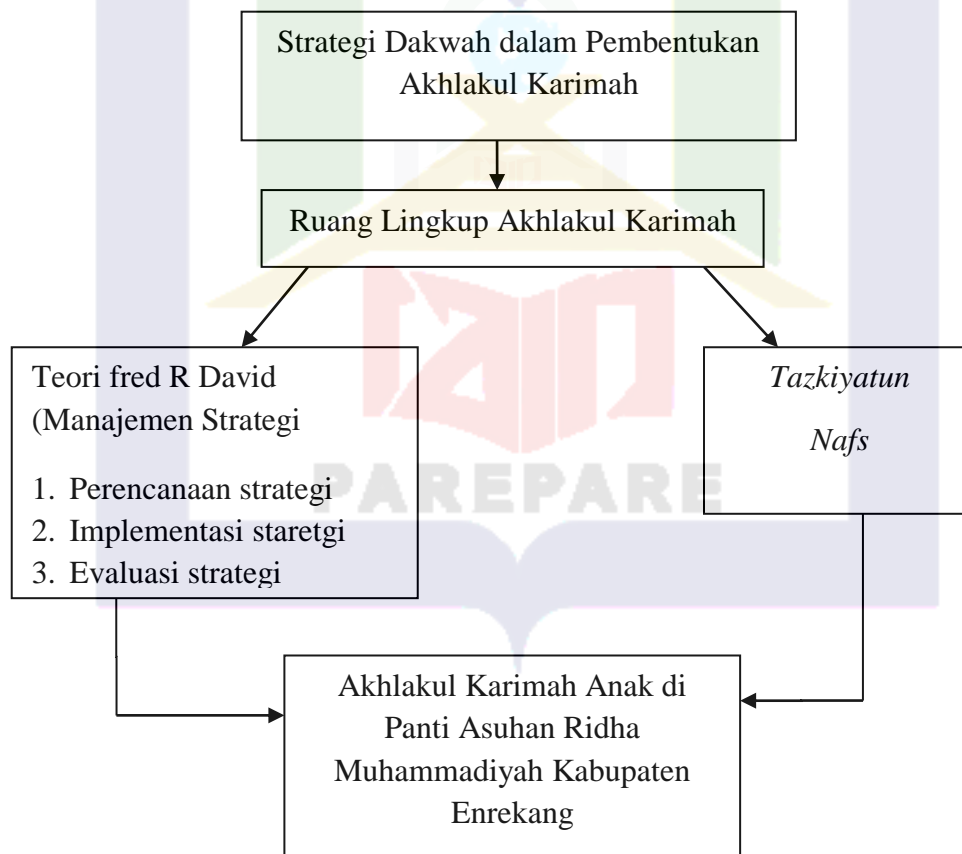 Strategi Dakwah dalam Pembentukan
Akhlakul Karimah
Ruang Lingkup Akhlakul Karimah
Teori fred R David
(Manajemen Strategi
1. Perencanaan strategi
2. Implementasi staretgi
3. Evaluasi strategi
Tazkiyatun
Nafs
PAREPARE
Akhlakul Karimah Anak di
Panti Asuhan Ridha
Muhammadiyah Kabupaten
Enrekang